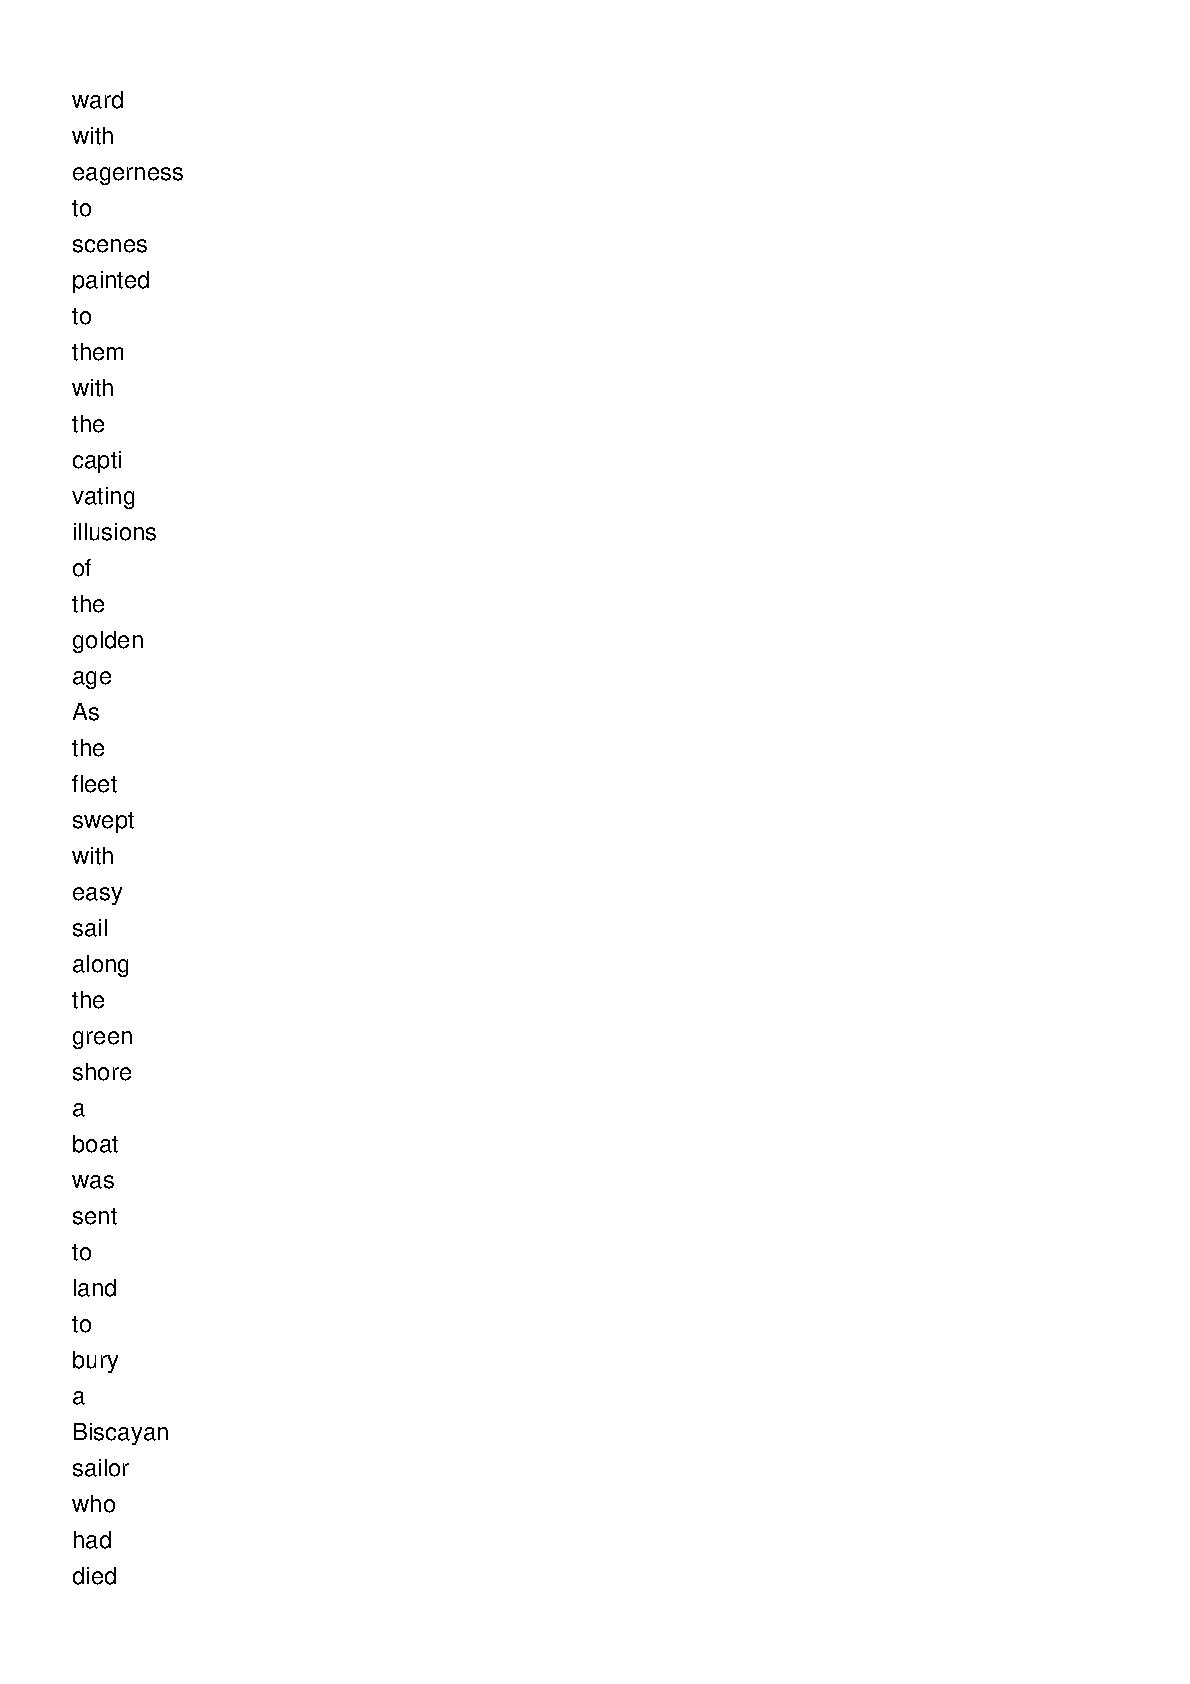 ward
with
eagerness
to
scenes
painted
to
them
with
the
capti
vating
illusions
of
the
golden
age
As
the
fleet
swept
with
easy
sail
along
the
green
shore
a
boat
was
sent
to
land
to
bury
a
Biscayan
sailor
who
had
died